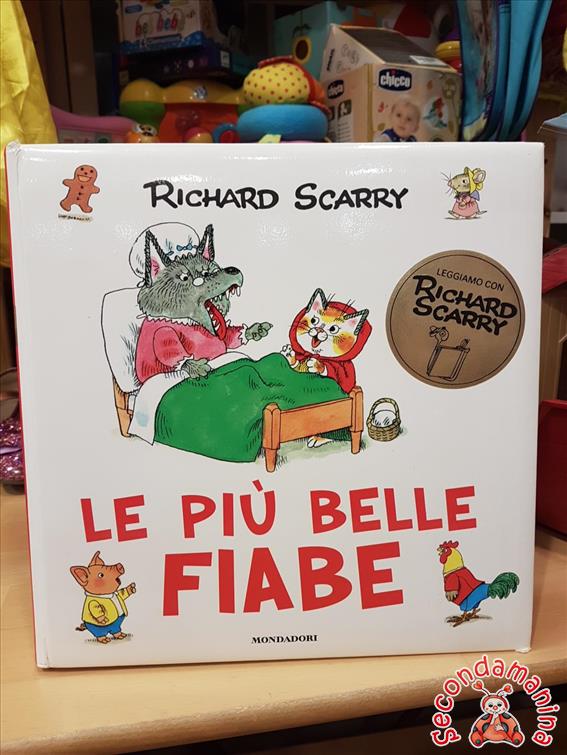 chicco
RICHARD SCARRY
LEGGIAMO CON
RICHARD
SCARRY
LE PIÙ BELLE
FIABE
MONDADORI
secondamanina